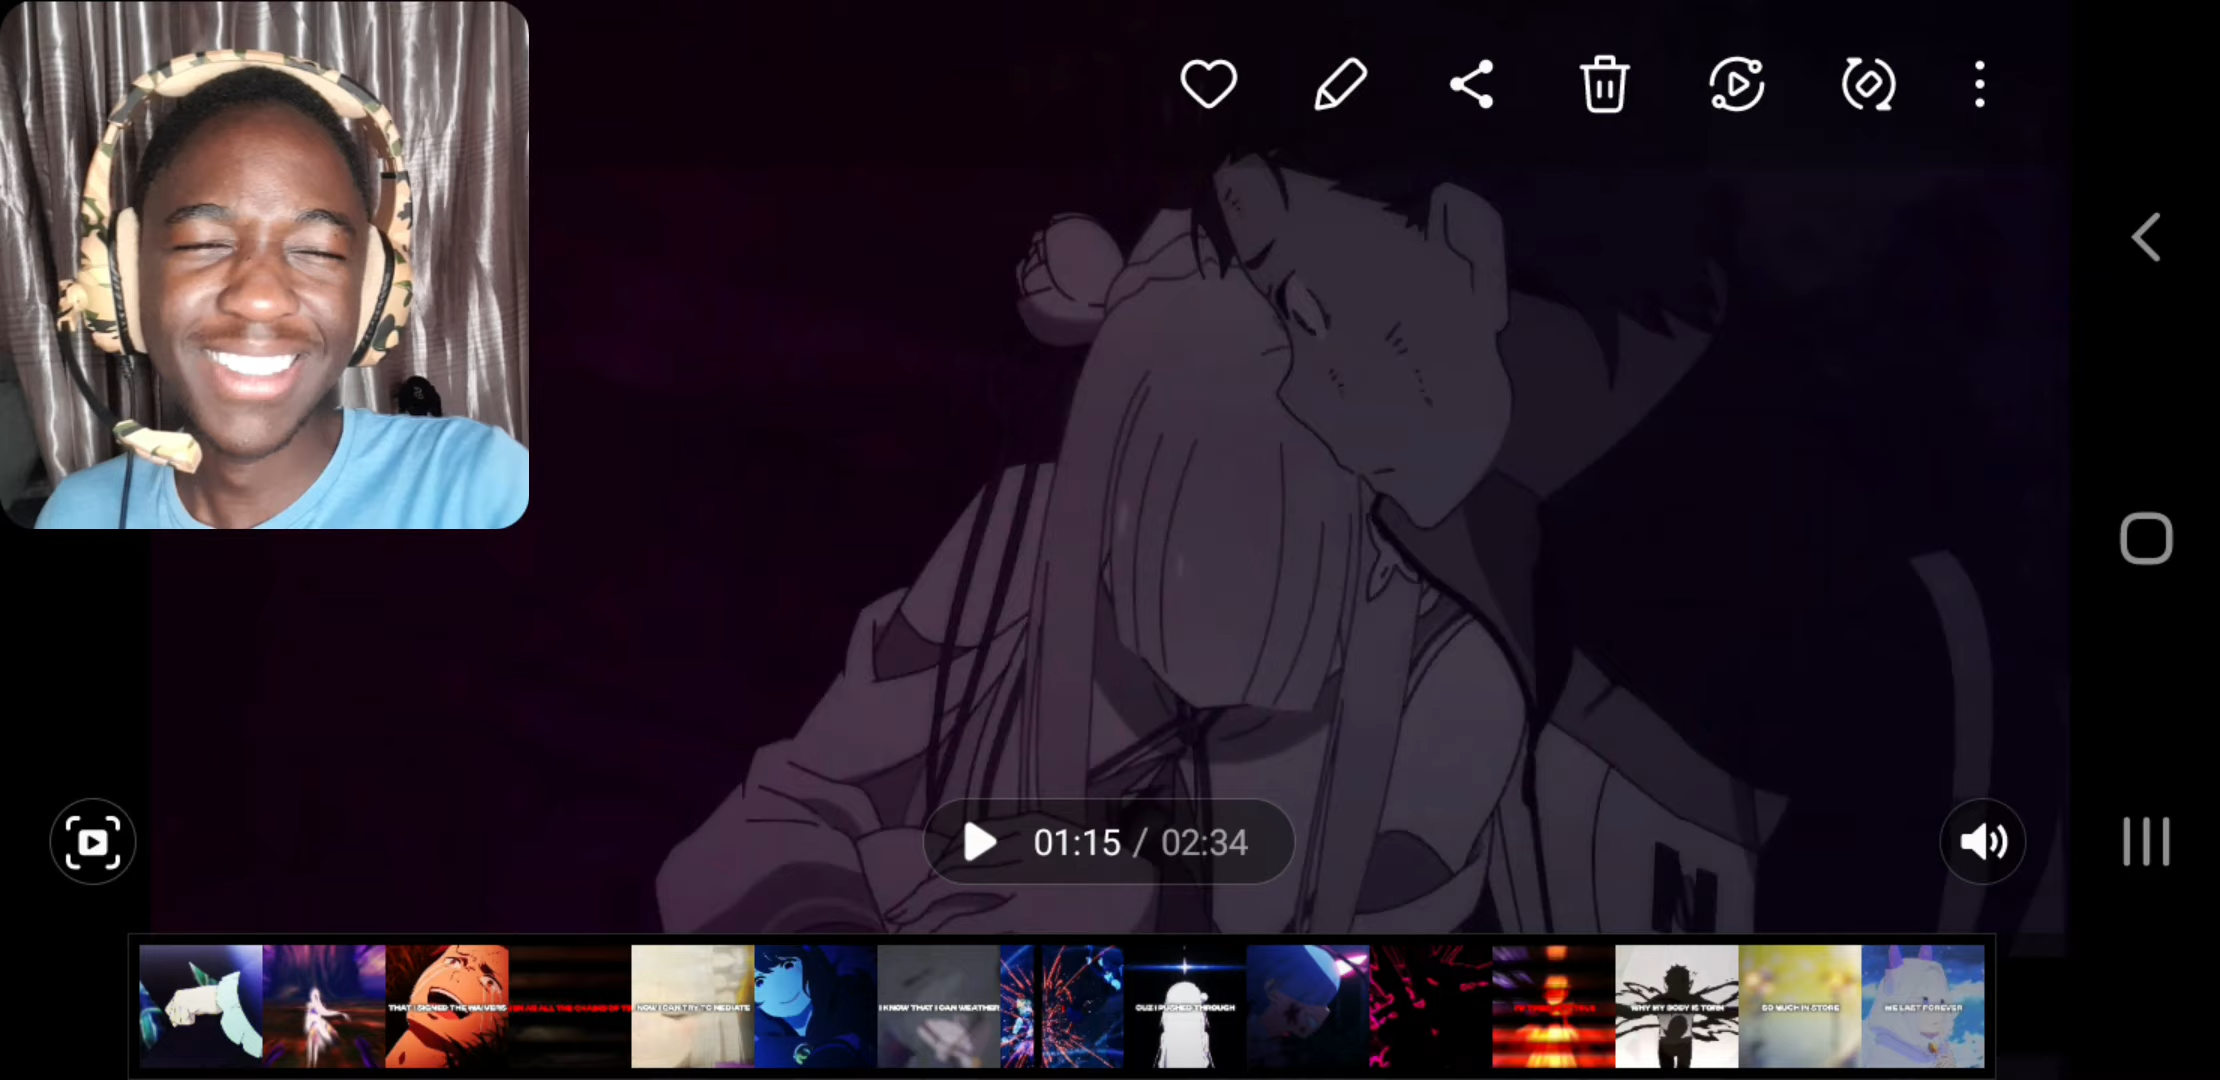 01:15 / 02:34
THAT I SIGNED THE WAIVERS
NOW I CAN TRY TO MEDIATE
I KNOW THAT I CAN WEATHER
CUZ I PUSHED THROUGH
WHY MY BODY IS TORN
SO MUCH IN STORE
WE LAST FOREVER